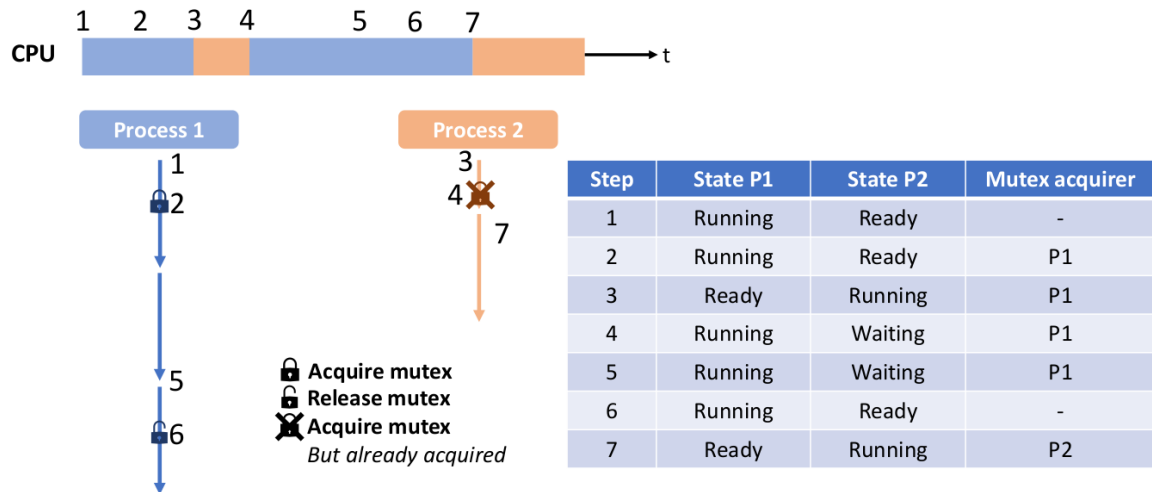 1 2 3 4 5 6 7
CPU
t
Process 1
Process 2
1
2
5
6
3
4
7
Acquire mutex
Release mutex
Acquire mutex
But already acquired
Step State P1 State P2 Mutex acquirer
1 Running Ready -
2 Running Ready P1
3 Ready Running P1
4 Running Waiting P1
5 Running Waiting P1
6 Running Ready -
7 Ready Running P2